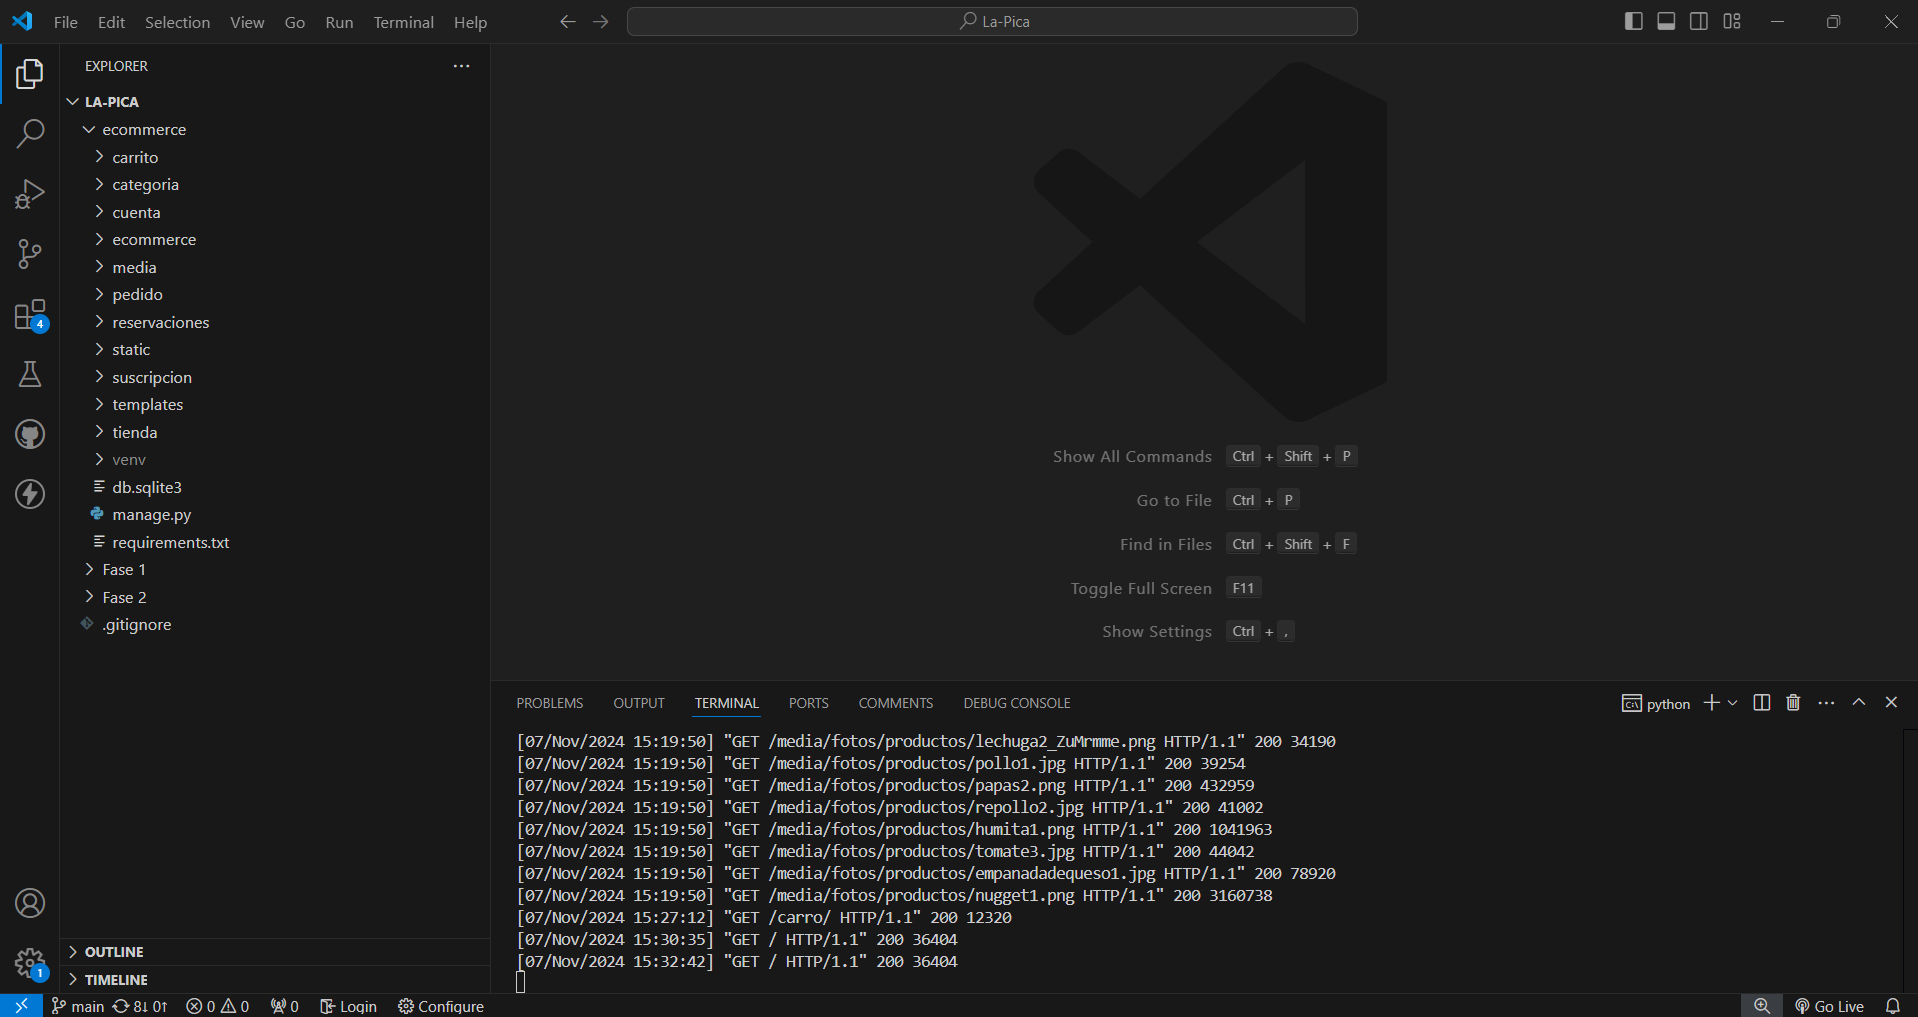 File Edit Selection View Go Run Terminal Help
La-Pica
EXPLORER
LA-PICA
ecommerce
carrito
categoria
cuenta
ecommerce
media
pedido
reservaciones
static
suscripcion
templates
tienda
venv
db.sqlite3
manage.py
requirements.txt
Fase 1
Fase 2
.gitignore
4
1
OUTLINE
TIMELINE
Show All Commands Ctrl + Shift + P
Go to File Ctrl + P
Find in Files Ctrl + Shift + F
Toggle Full Screen F11
Show Settings Ctrl + ,
PROBLEMS OUTPUT TERMINAL PORTS COMMENTS DEBUG CONSOLE
python
[07/Nov/2024 15:19:50] "GET /media/fotos/productos/lechuga2_ZuMrmme.png HTTP/1.1" 200 34190
[07/Nov/2024 15:19:50] "GET /media/fotos/productos/pollo1.jpg HTTP/1.1" 200 39254
[07/Nov/2024 15:19:50] "GET /media/fotos/productos/papas2.png HTTP/1.1" 200 432959
[07/Nov/2024 15:19:50] "GET /media/fotos/productos/repollo2.jpg HTTP/1.1" 200 41002
[07/Nov/2024 15:19:50] "GET /media/fotos/productos/humita1.png HTTP/1.1" 200 1041963
[07/Nov/2024 15:19:50] "GET /media/fotos/productos/tomate3.jpg HTTP/1.1" 200 44042
[07/Nov/2024 15:19:50] "GET /media/fotos/productos/empanadadequeso1.jpg HTTP/1.1" 200 78920
[07/Nov/2024 15:19:50] "GET /media/fotos/productos/nugget1.png HTTP/1.1" 200 3160738
[07/Nov/2024 15:27:12] "GET /carro/ HTTP/1.1" 200 12320
[07/Nov/2024 15:30:35] "GET / HTTP/1.1" 200 36404
[07/Nov/2024 15:32:42] "GET / HTTP/1.1" 200 36404
main 8↓ 0↑ 0 0 0 Login Configure Go Live